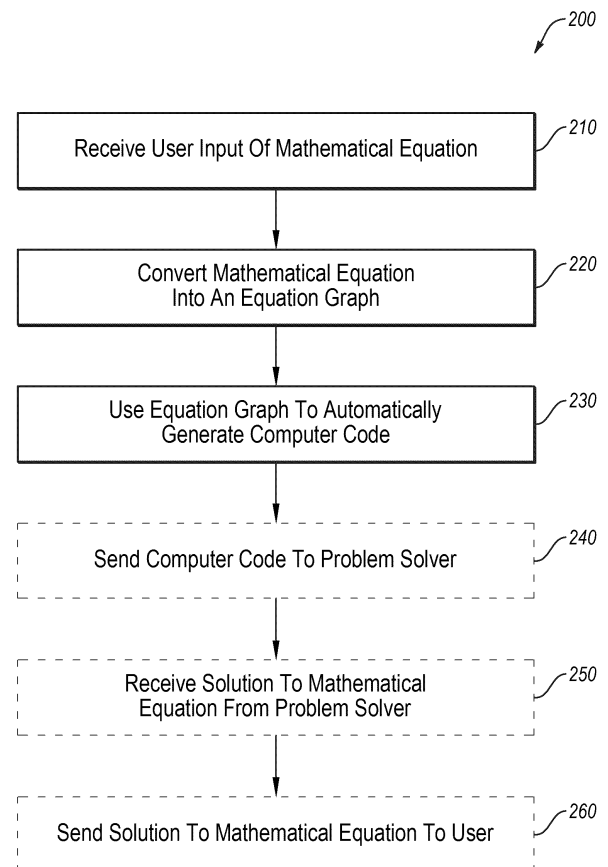 200
Receive User Input Of Mathematical Equation
210
Convert Mathematical Equation
Into An Equation Graph
220
Use Equation Graph To Automatically
Generate Computer Code
230
Send Computer Code To Problem Solver
240
Receive Solution To Mathematical
Equation From Problem Solver
250
Send Solution To Mathematical Equation To User
260